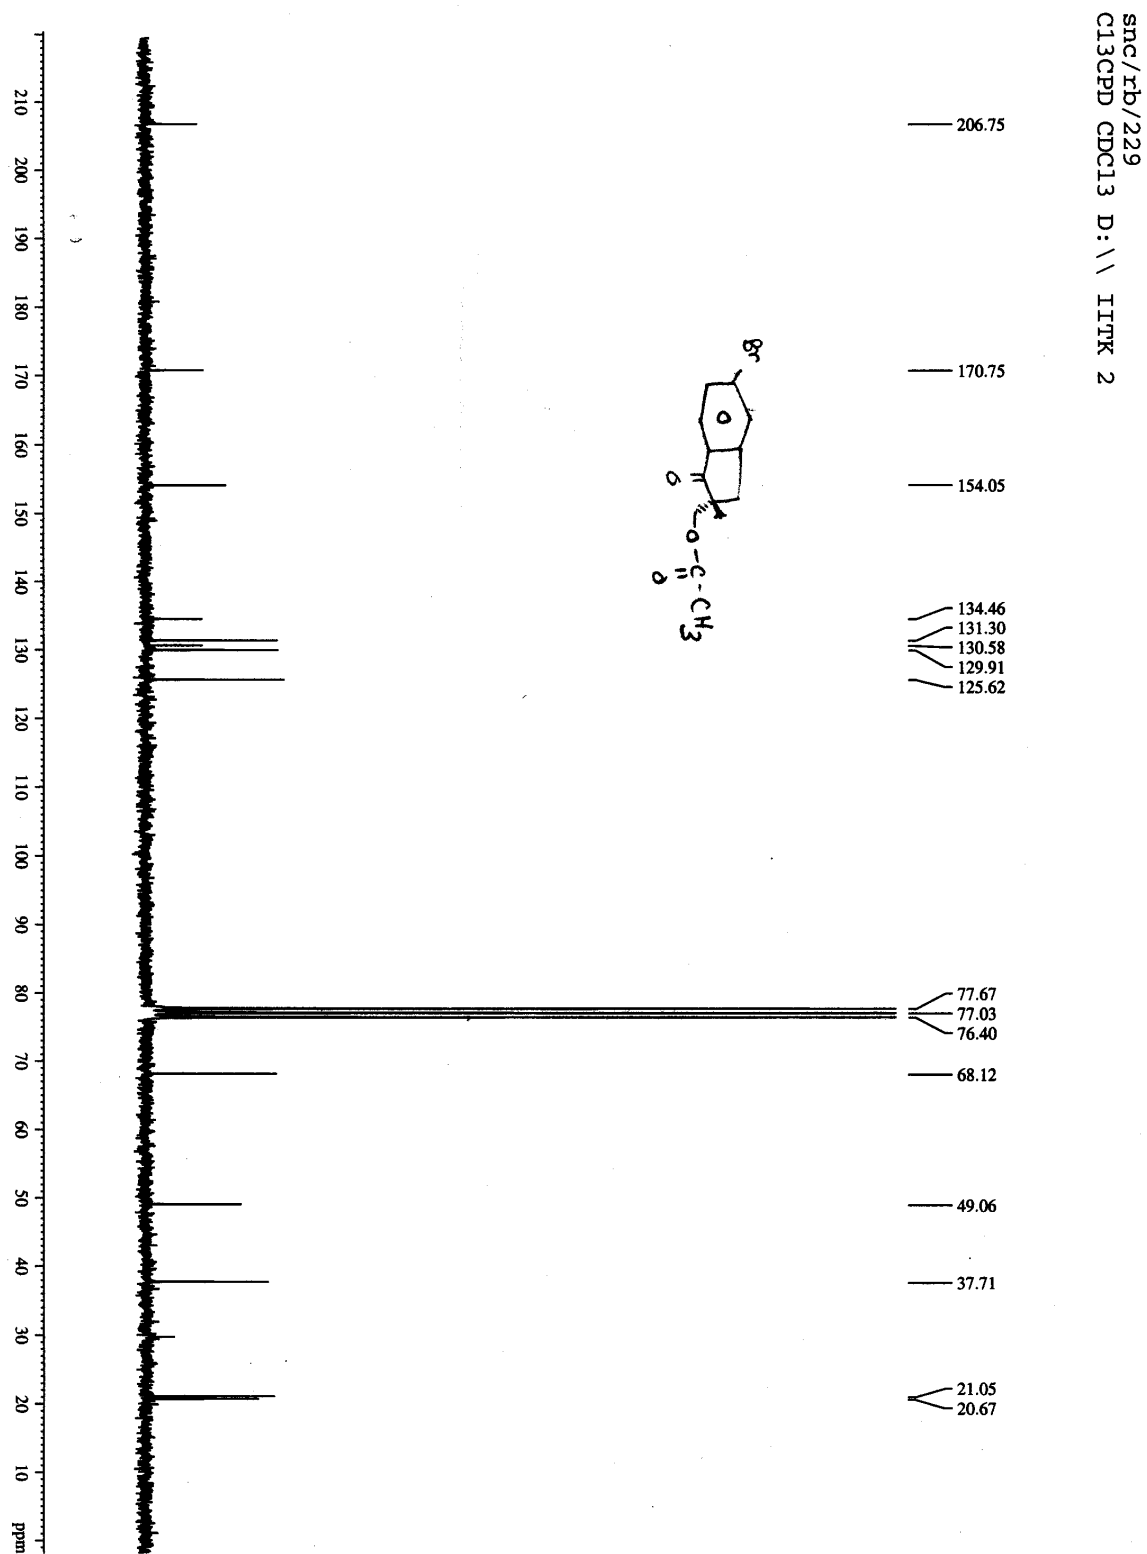 snc/rb/229
C13CPD CDCl3 D:\\ IITK 2
206.75
170.75
154.05
134.46
131.30
130.58
129.91
125.62
77.67
77.03
76.40
68.12
49.06
37.71
21.05
20.67
Br
O
O
O-C-CH3
O
210 200 190 180 170 160 150 140 130 120 110 100 90 80 70 60 50 40 30 20 10 ppm